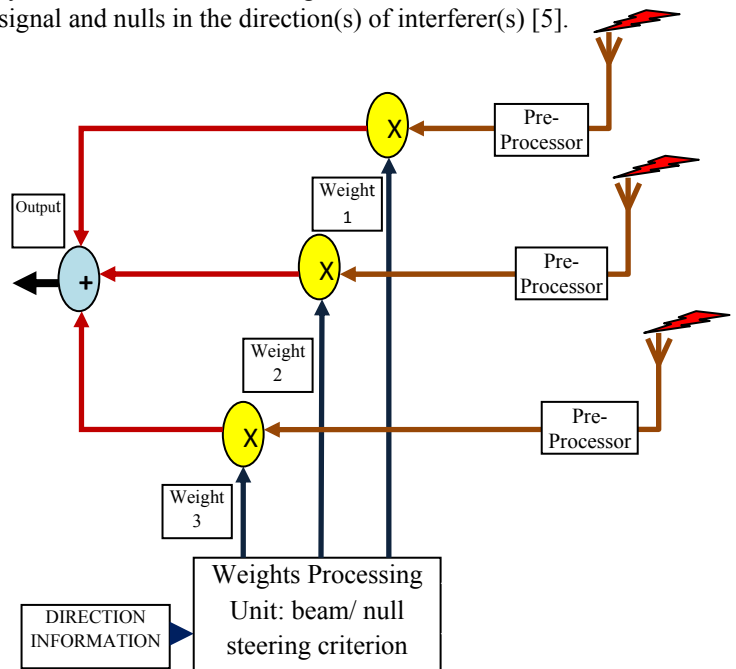 signal and nulls in the direction(s) of interferer(s) [5].
Pre-
Processor
X
Weight
1
Output
Pre-
Processor
X
+
Weight
2
Pre-
Processor
X
Weight
3
Weights Processing
Unit: beam/ null
steering criterion
DIRECTION
INFORMATION